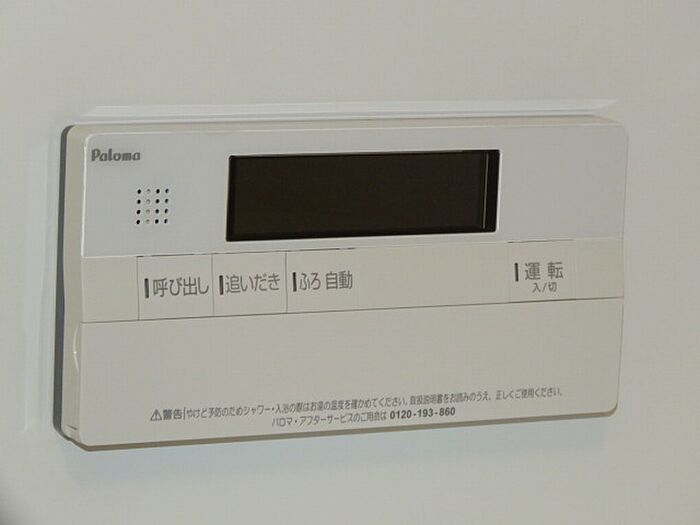 Paloma
呼び出し 追いだき ふろ 自動 運転
入/切
⚠警告 やけど予防のためシャワー・入浴の際はお湯の温度を確かめてください。取扱説明書をお読みのうえ、正しくご使用ください。
パロマ・アフターサービスのご用命は 0120-193-860